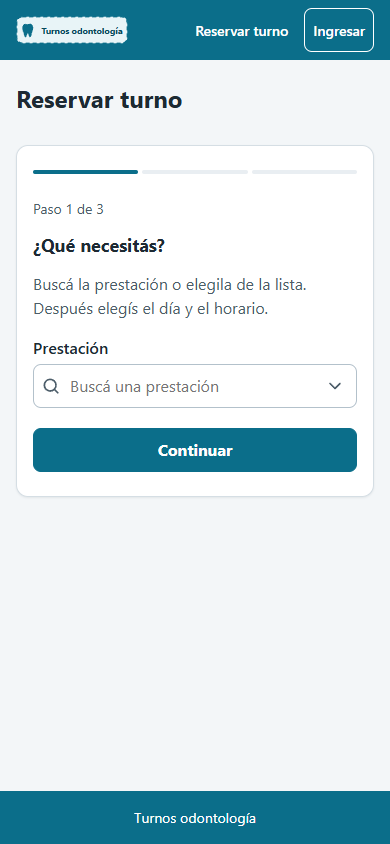 Turnos odontología
Reservar turno
Ingresar
Reservar turno
Paso 1 de 3
¿Qué necesitás?
Buscá la prestación o elegila de la lista.
Después elegís el día y el horario.
Prestación
Buscá una prestación
Continuar
Turnos odontología